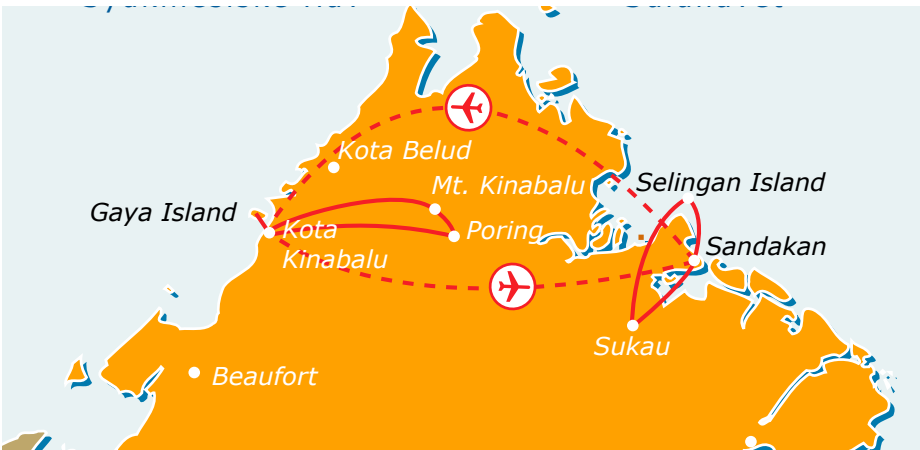 Kota Belud
Mt. Kinabalu
Selingan Island
Gaya Island
Kota
Kinabalu
Poring
Sandakan
Sukau
Beaufort